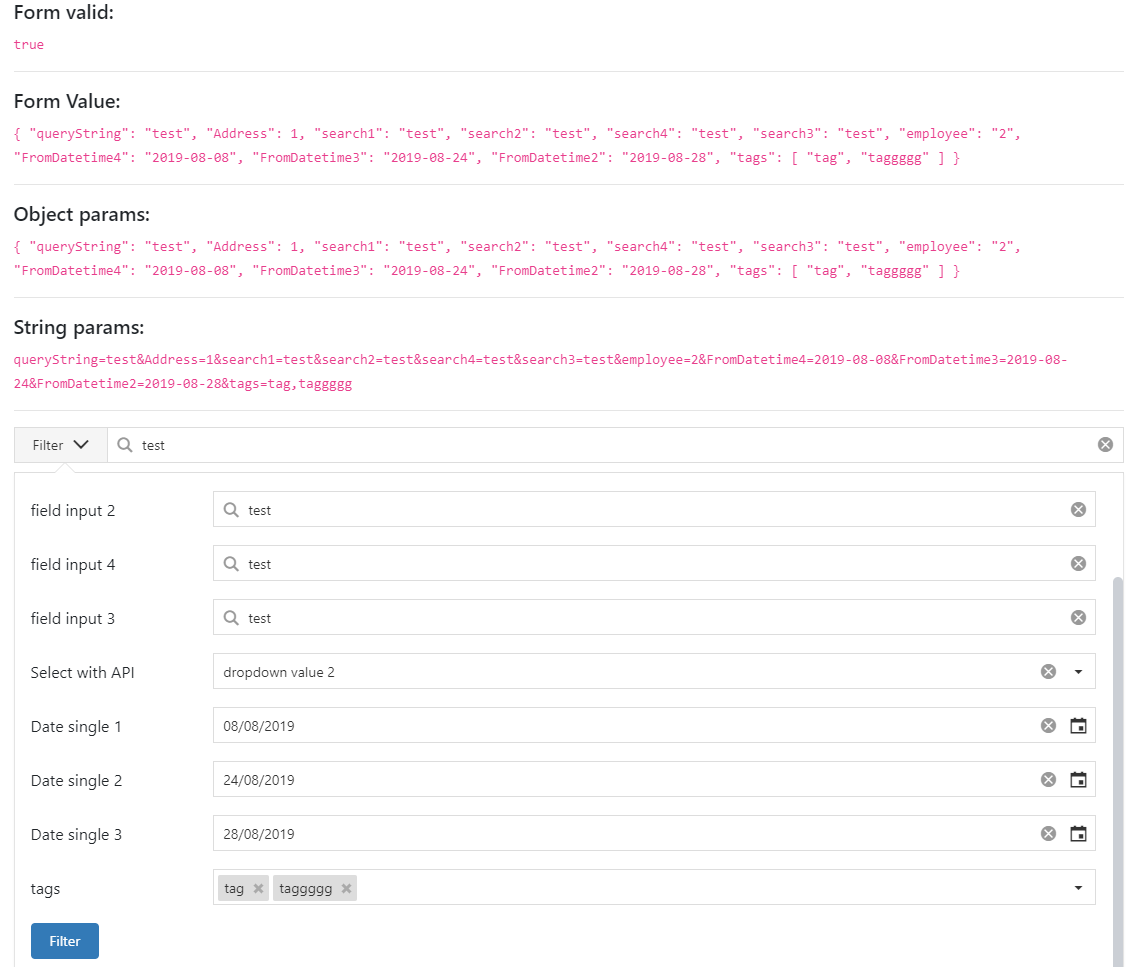 Form valid:
true
Form Value:
{ "queryString": "test", "Address": 1, "search1": "test", "search2": "test", "search4": "test", "search3": "test", "employee": "2",
"FromDatetime4": "2019-08-08", "FromDatetime3": "2019-08-24", "FromDatetime2": "2019-08-28", "tags": [ "tag", "taggggg" ] }
Object params:
{ "queryString": "test", "Address": 1, "search1": "test", "search2": "test", "search4": "test", "search3": "test", "employee": "2",
"FromDatetime4": "2019-08-08", "FromDatetime3": "2019-08-24", "FromDatetime2": "2019-08-28", "tags": [ "tag", "taggggg" ] }
String params:
queryString=test&Address=1&search1=test&search2=test&search4=test&search3=test&employee=2&FromDatetime4=2019-08-08&FromDatetime3=2019-08-
24&FromDatetime2=2019-08-28&tags=tag,taggggg
Filter test
field input 2 test
field input 4 test
field input 3 test
Select with API dropdown value 2
Date single 1 08/08/2019
Date single 2 24/08/2019
Date single 3 28/08/2019
tags tag taggggg
Filter